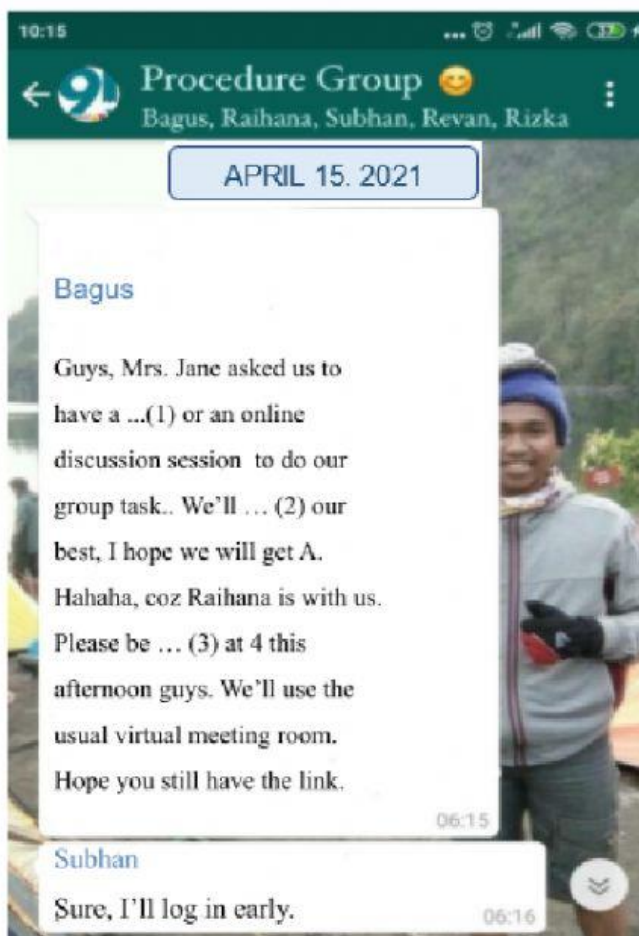 10:15
... 37
Procedure Group 😊
Bagus, Raihana, Subhan, Revan, Rizka
APRIL 15. 2021
Bagus
Guys, Mrs. Jane asked us to
have a ...(1) or an online
discussion session to do our
group task.. We'll ... (2) our
best, I hope we will get A.
Hahaha, coz Raihana is with us.
Please be ... (3) at 4 this
afternoon guys. We'll use the
usual virtual meeting room.
Hope you still have the link.
06:15
Subhan
Sure, I'll log in early.
06:16